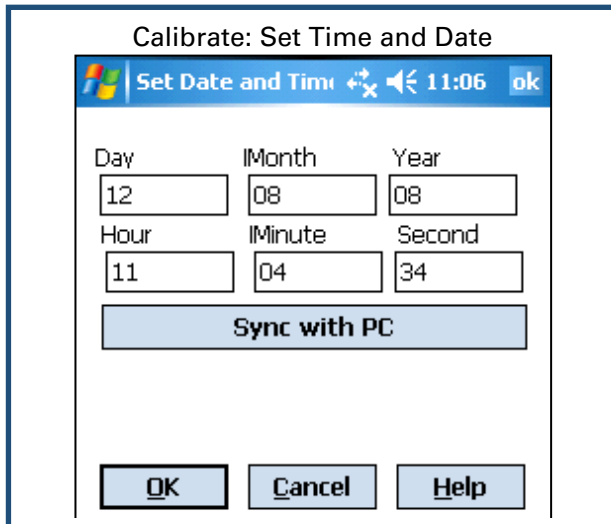 Calibrate: Set Time and Date
Set Date and Tim 11:06 ok
Day Month Year
12 08 08
Hour Minute Second
11 04 34
Sync with PC
OK Cancel Help